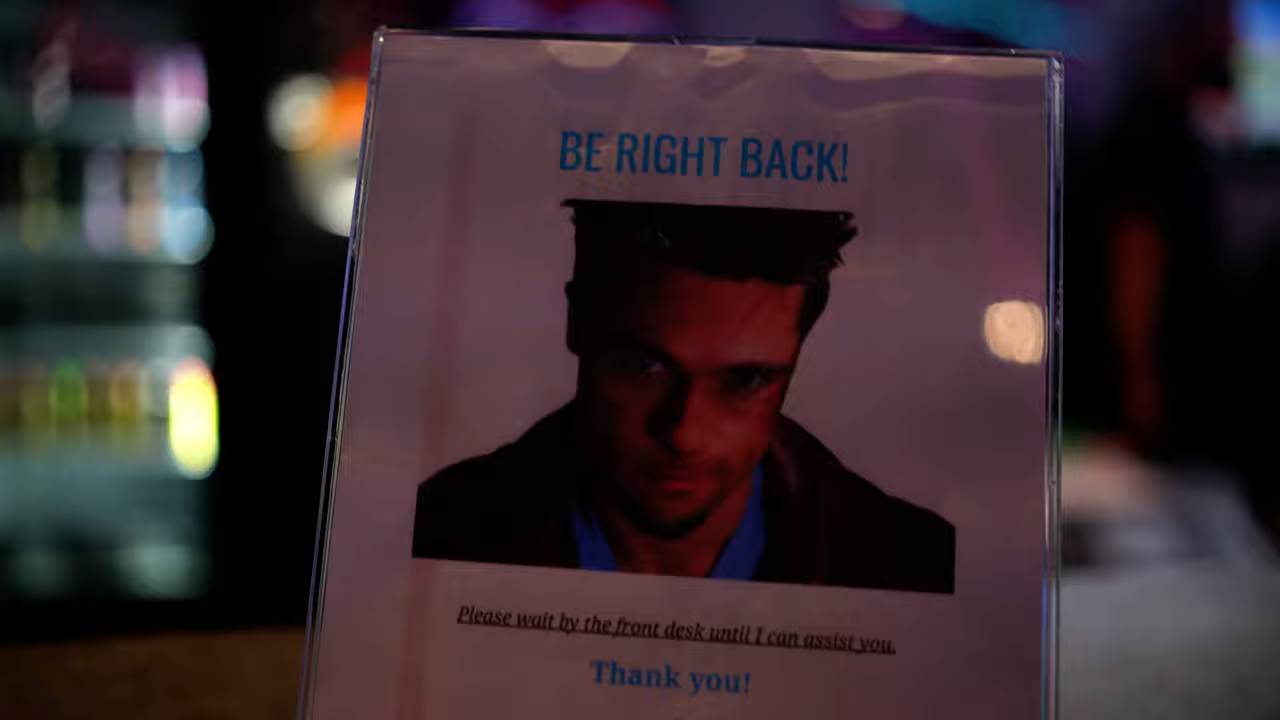 BE RIGHT BACK!
Please wait by the front desk until I can assist you.
Thank you!